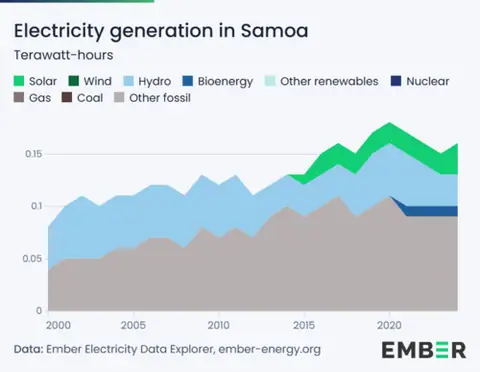 Electricity generation in Samoa
Terawatt-hours
Solar Wind Hydro Bioenergy Other renewables Nuclear
Gas Coal Other fossil
0.15
0.1
0.05
0
2000 2005 2010 2015 2020
Data: Ember Electricity Data Explorer, ember-energy.org
EMBER